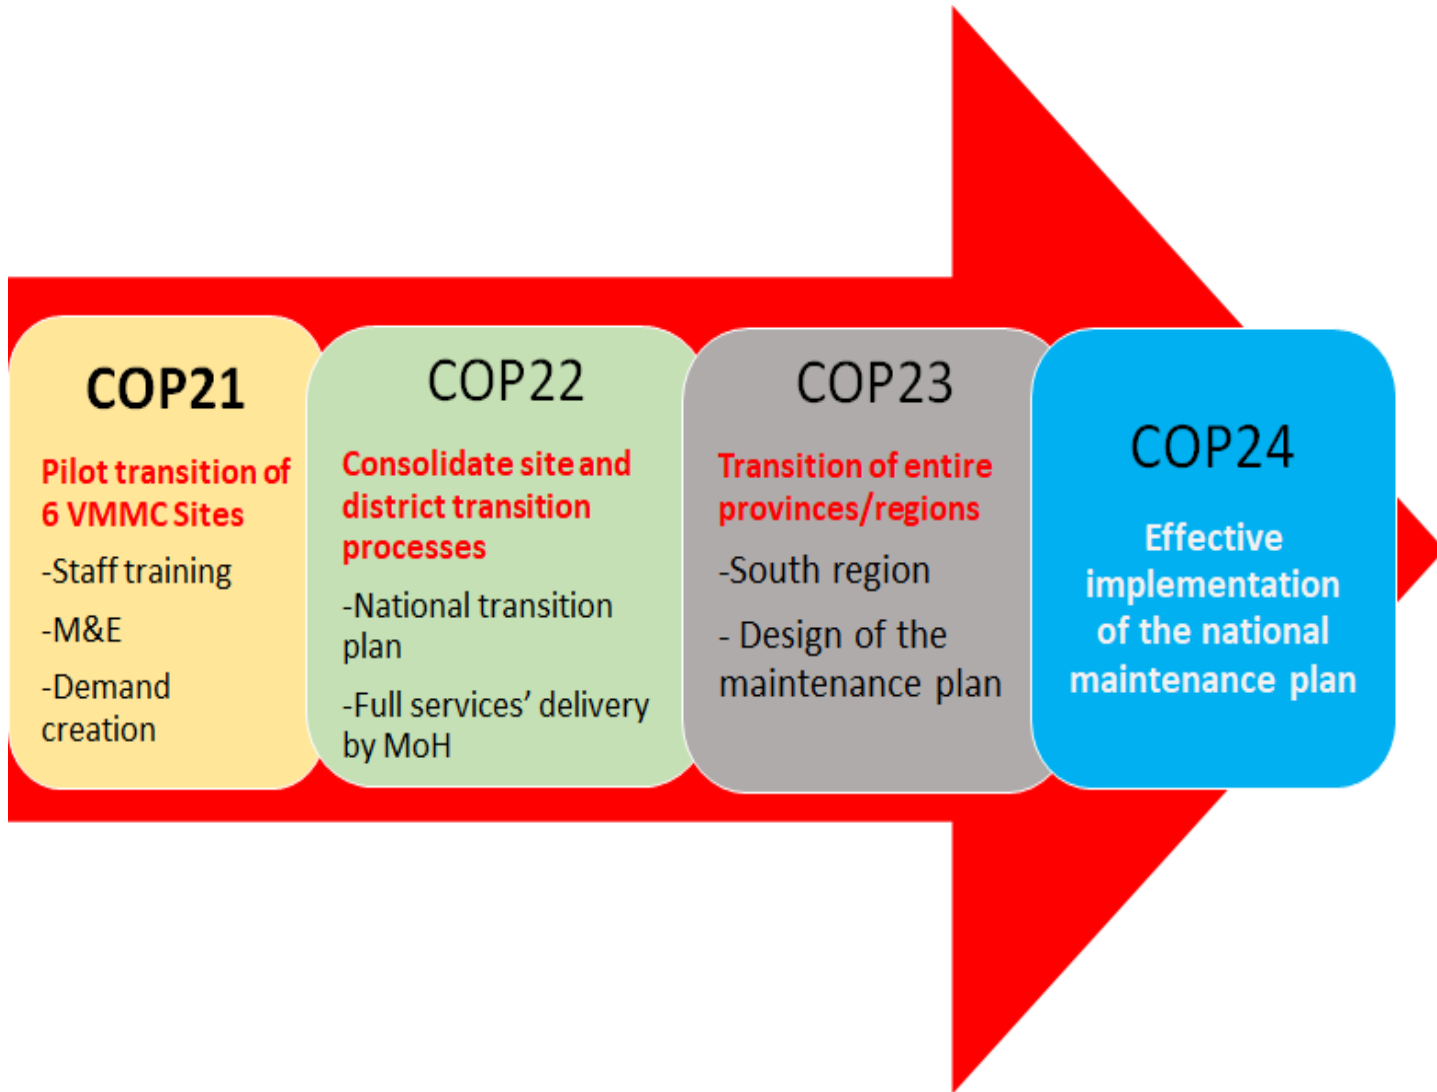 COP21
Pilot transition of
6 VMMC Sites
-Staff training
-M&E
-Demand
creation
COP22
Consolidate site and
district transition
processes
-National transition
plan
-Full services’ delivery
by MoH
COP23
Transition of entire
provinces/regions
-South region
- Design of the
maintenance plan
COP24
Effective
implementation
of the national
maintenance plan